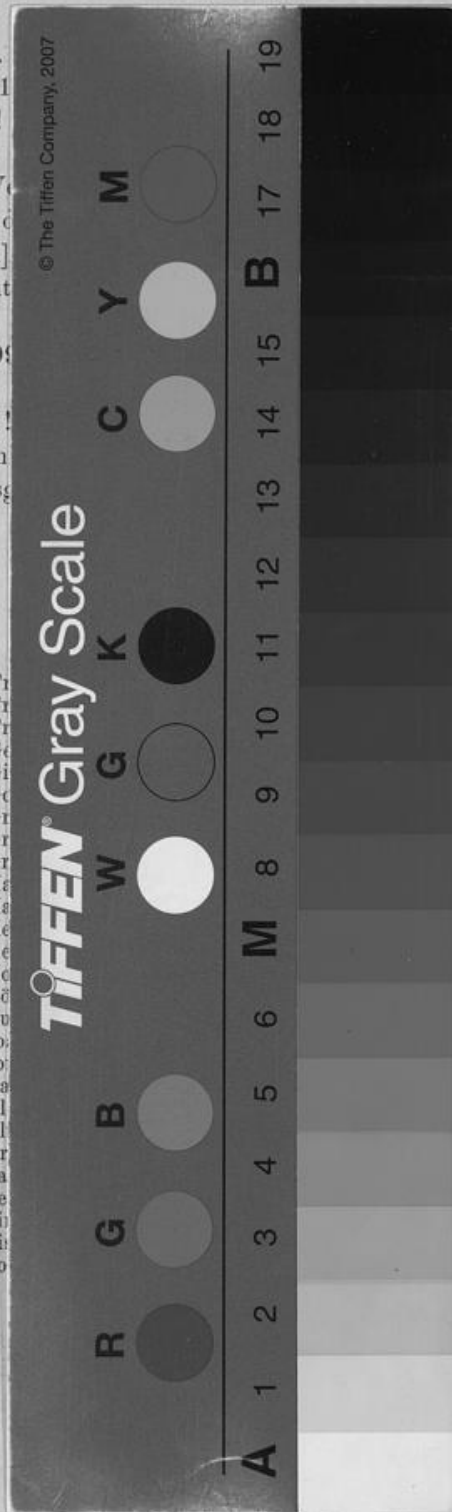 © The Tiffen Company, 2007
TIFFEN® Gray Scale
R G B W G K C Y M
A 1 2 3 4 5 6 M 8 9 10 11 12 13 14 15 B 17 18 19